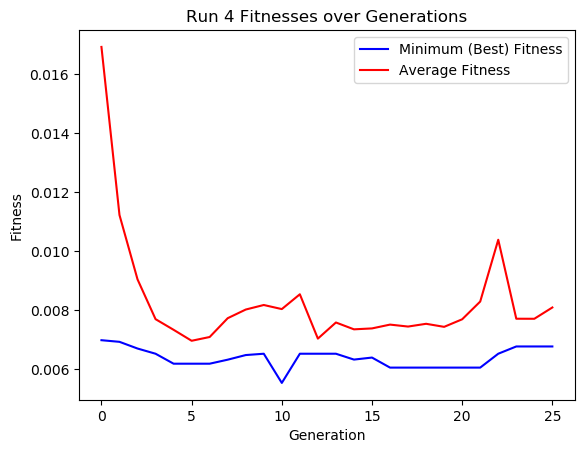 Run 4 Fitnesses over Generations
Minimum (Best) Fitness
Average Fitness
0.016
0.014
0.012
0.010
0.008
0.006
Fitness
0
5
10
15
20
25
Generation